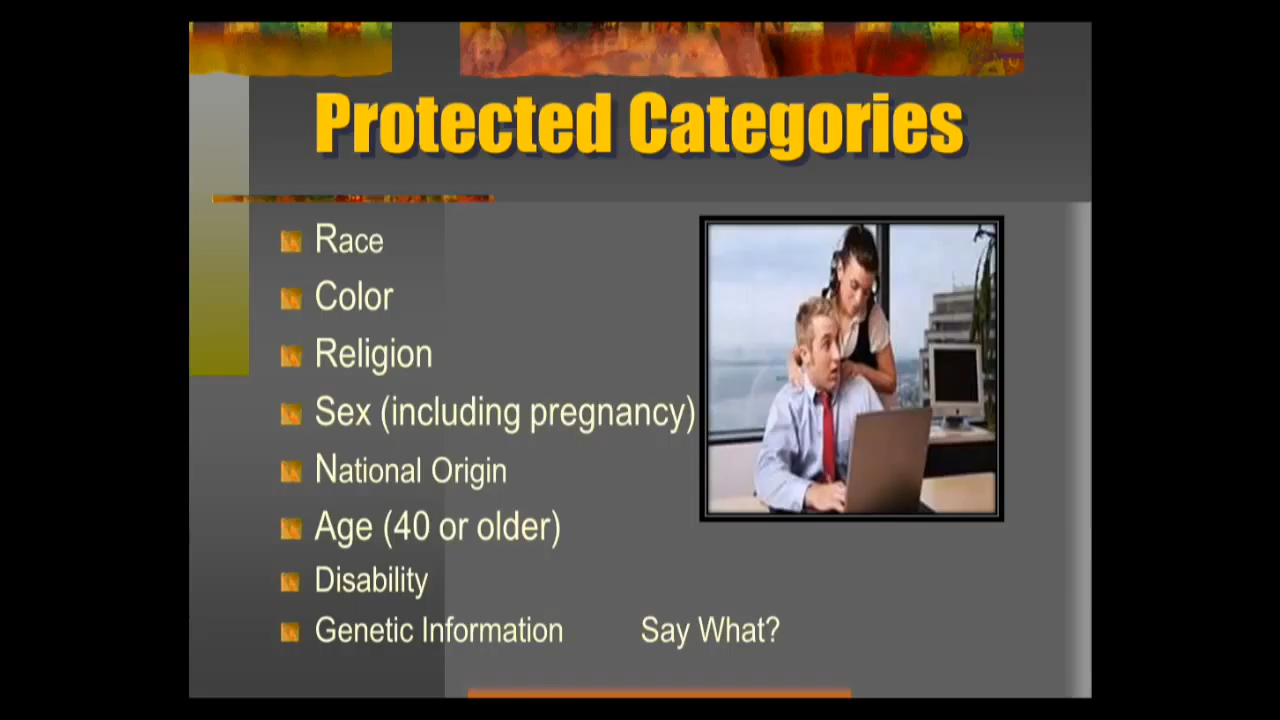 Protected Categories
Race
Color
Religion
Sex (including pregnancy)
National Origin
Age (40 or older)
Disability
Genetic Information Say What?